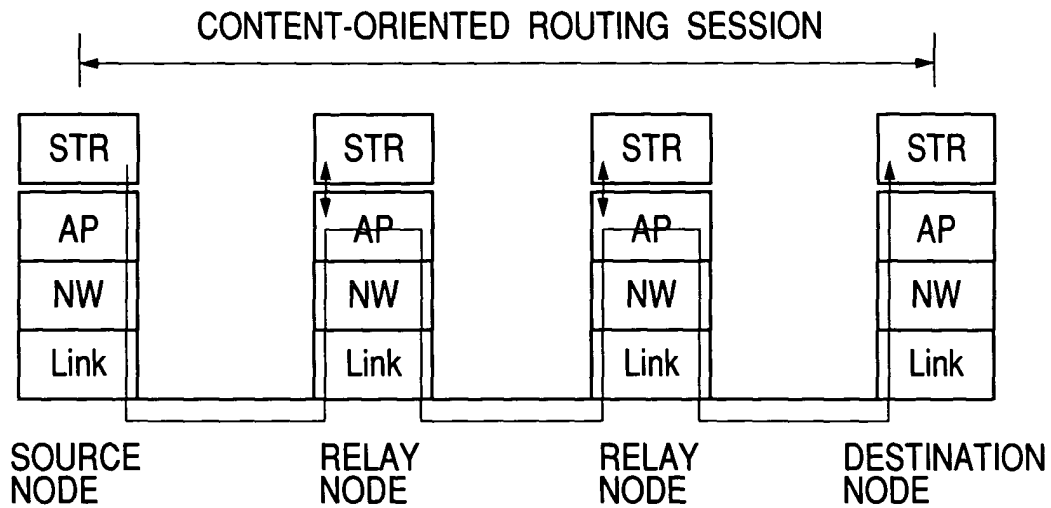 CONTENT-ORIENTED ROUTING SESSION
STR STR STR STR
AP AP AP AP
NW NW NW NW
Link Link Link Link
SOURCE NODE
RELAY NODE
RELAY NODE
DESTINATION NODE